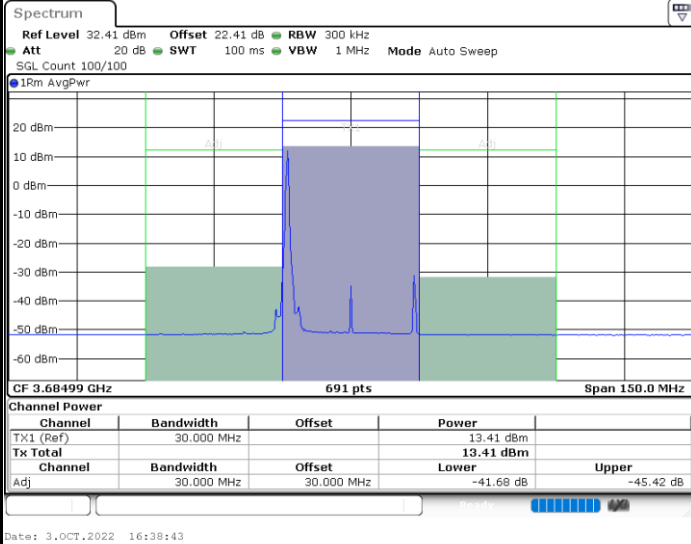 Spectrum
Ref Level 32.41 dBm Offset 22.41 dB RBW 300 kHz
Att 20 dB SWT 100 ms VBW 1 MHz Mode Auto Sweep
SGL Count 100/100
1Rm AvgPwr
20 dBm
Adj Adj
10 dBm
0 dBm
-10 dBm
-20 dBm
-30 dBm
-40 dBm
-50 dBm
-60 dBm
CF 3.68499 GHz 691 pts Span 150.0 MHz
Channel Power
Channel Bandwidth Offset Power
TX1 (Ref) 30.000 MHz 13.41 dBm
Tx Total 13.41 dBm
Channel Bandwidth Offset Lower Upper
Adj 30.000 MHz 30.000 MHz -41.68 dB -45.42 dB
Ready
Date: 3.OCT.2022 16:38:43